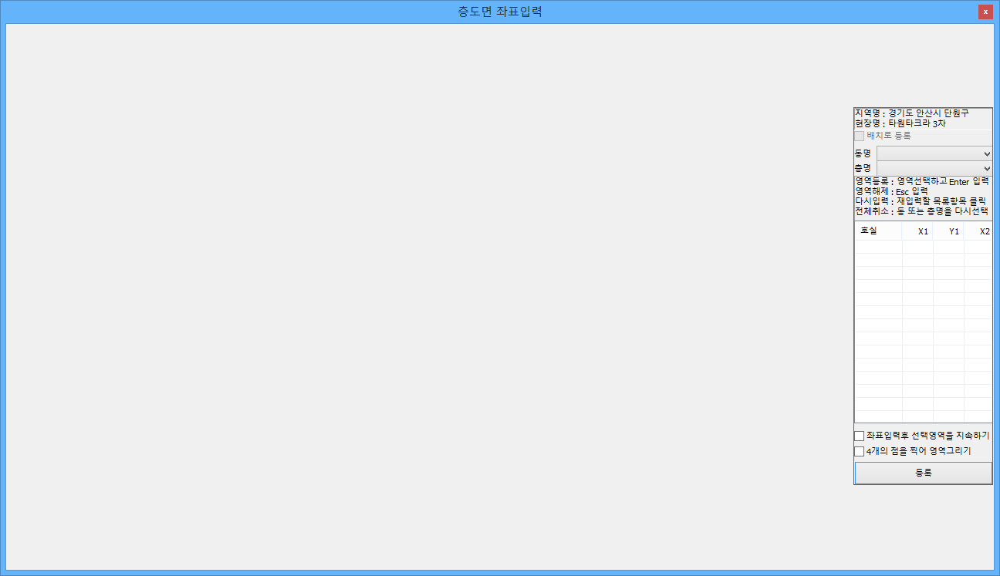 층도면 좌표입력
x
지역명 : 경기도 안산시 단원구
현장명 : 타원타크라 3차
배치로 등록
동명
층명
영역등록 : 영역선택하고 Enter 입력
영역해제 : Esc 입력
다시입력 : 재입력할 목록항목 클릭
전체취소 : 동 또는 층명을 다시선택
호실 X1 Y1 X2
좌표입력후 선택영역을 지속하기
4개의 점을 찍어 영역그리기
등록